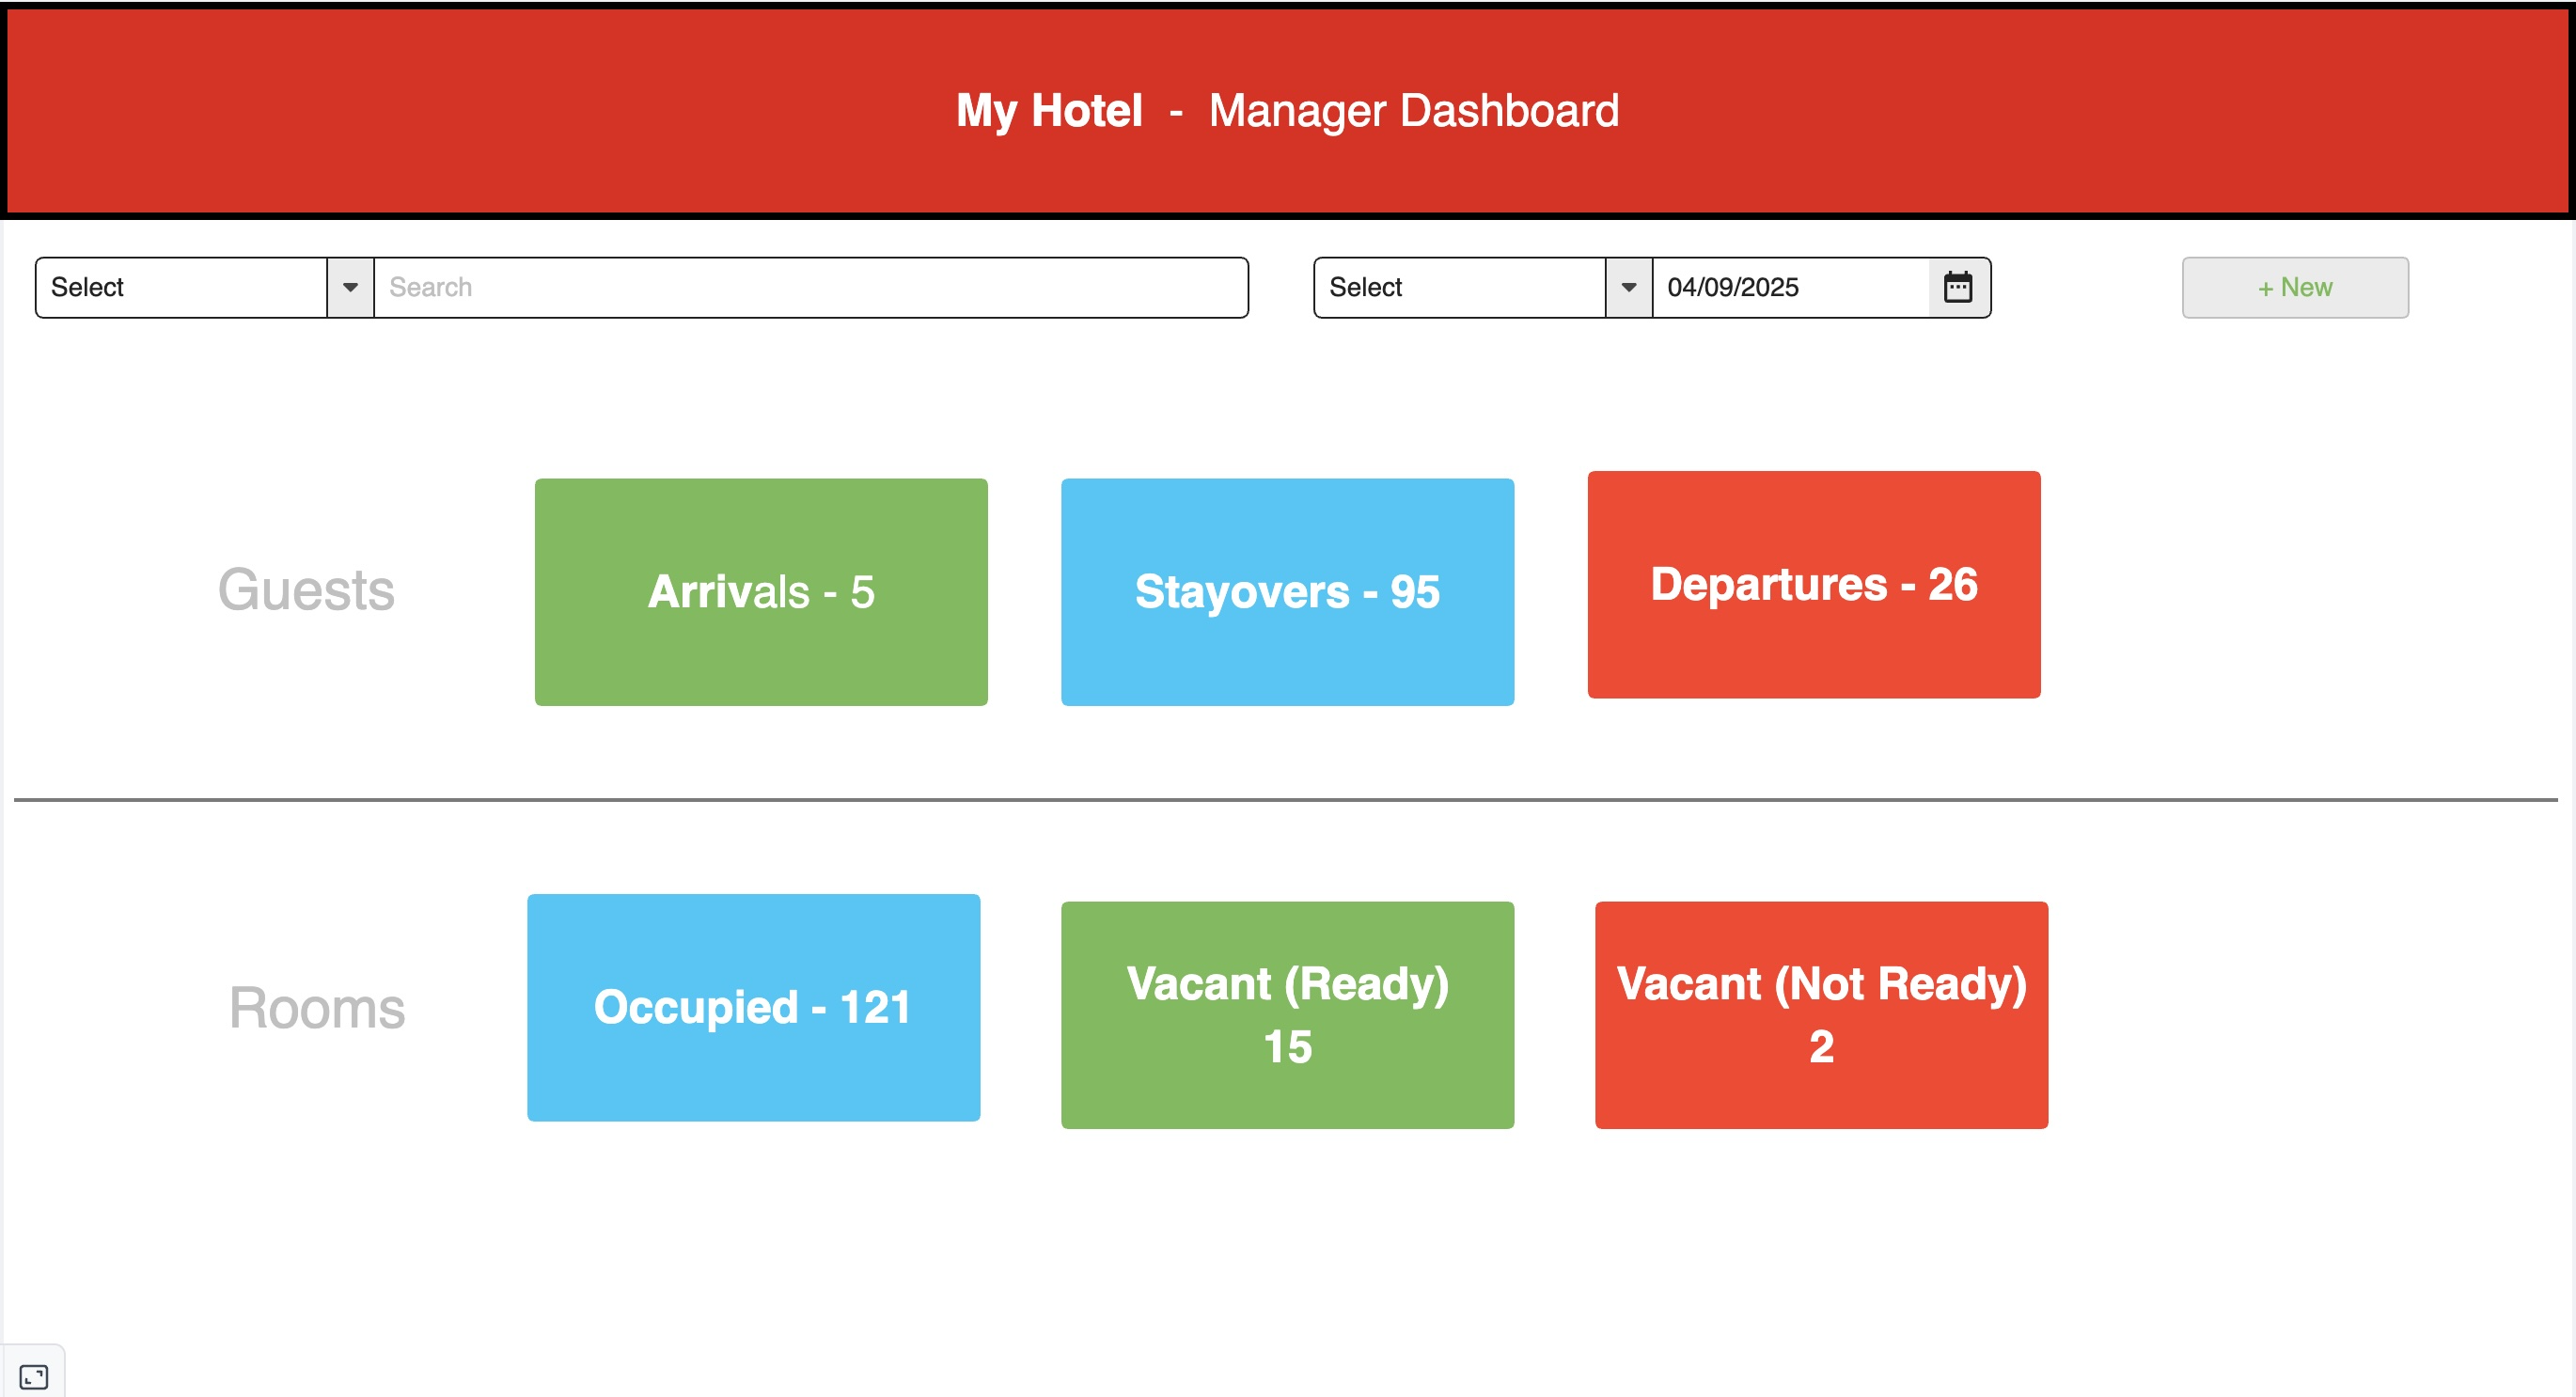 My Hotel - Manager Dashboard
Select Search Select 04/09/2025 + New
Guests Arrivals - 5 Stayovers - 95 Departures - 26
Rooms Occupied - 121
Vacant (Ready)
15
Vacant (Not Ready)
2